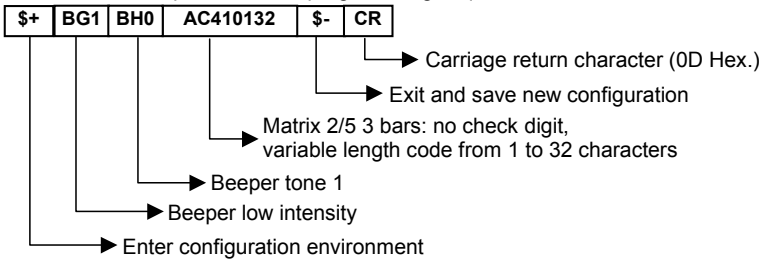 $+ BG1 BH0 AC410132 $- CR
Carriage return character (0D Hex.)
Exit and save new configuration
Matrix 2/5 3 bars: no check digit,
variable length code from 1 to 32 characters
Beeper tone 1
Beeper low intensity
Enter configuration environment